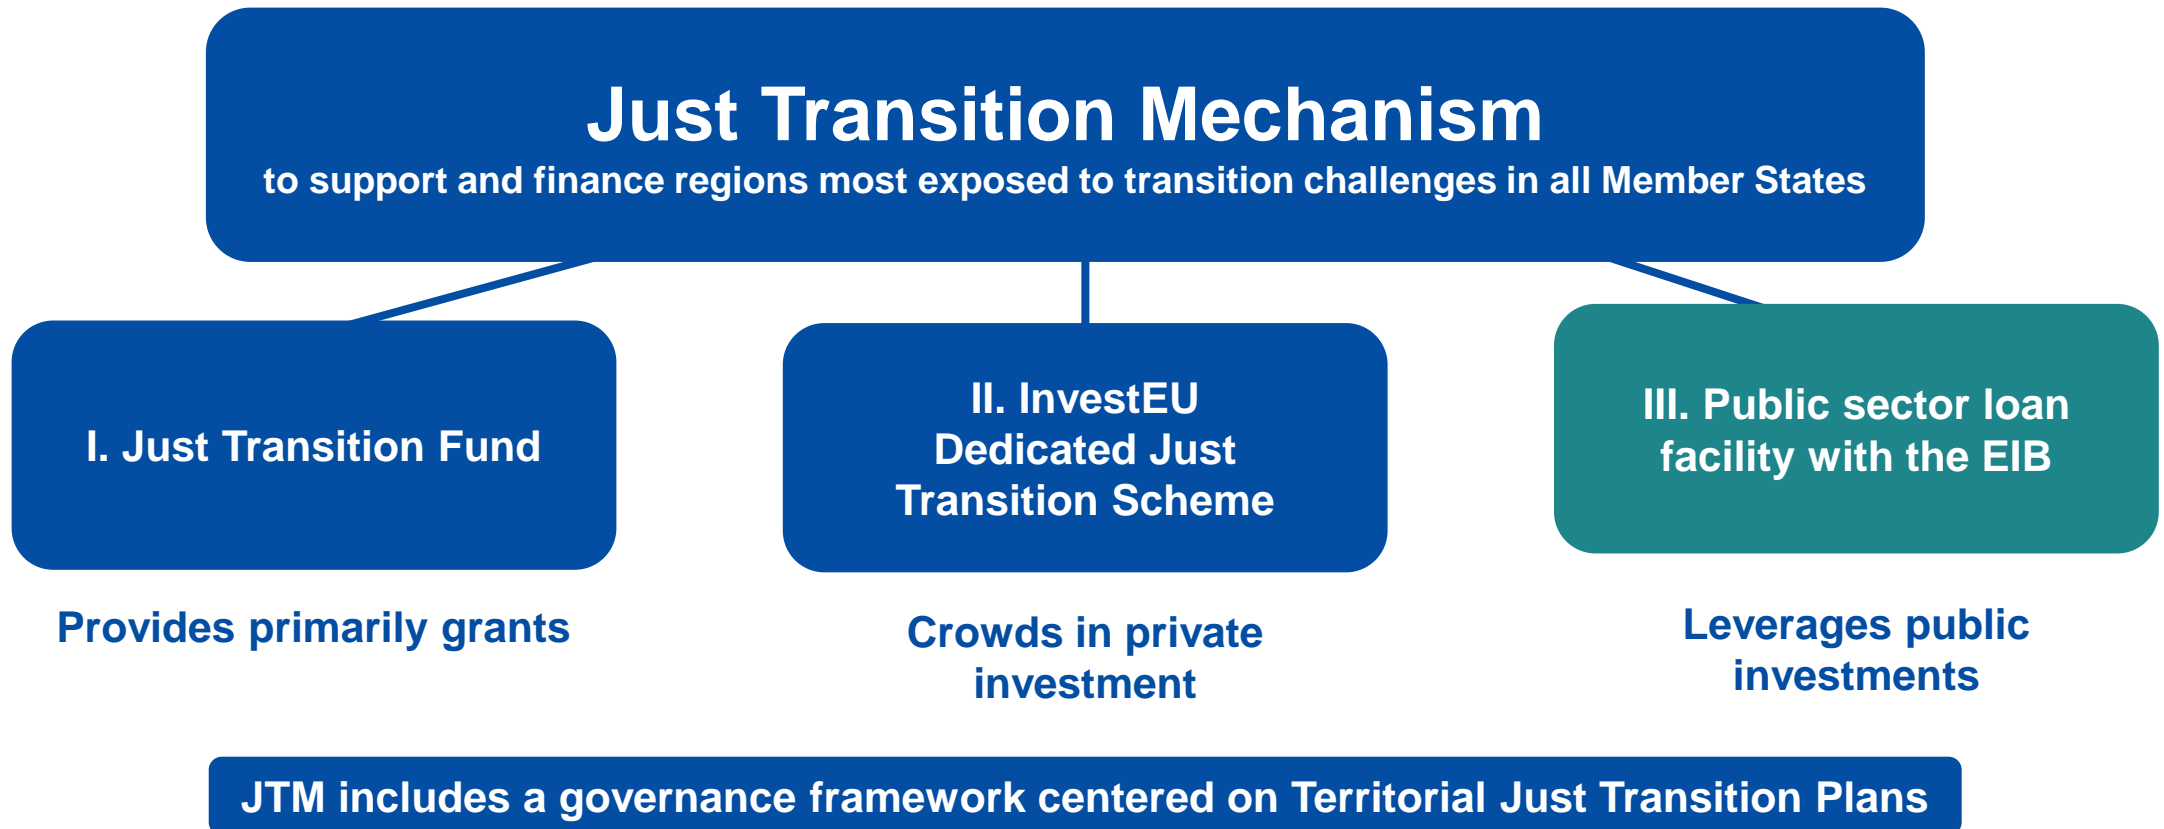 Just Transition Mechanism
to support and finance regions most exposed to transition challenges in all Member States
I. Just Transition Fund
Provides primarily grants
II. InvestEU
Dedicated Just
Transition Scheme
Crowds in private
investment
III. Public sector loan
facility with the EIB
Leverages public
investments
JTM includes a governance framework centered on Territorial Just Transition Plans